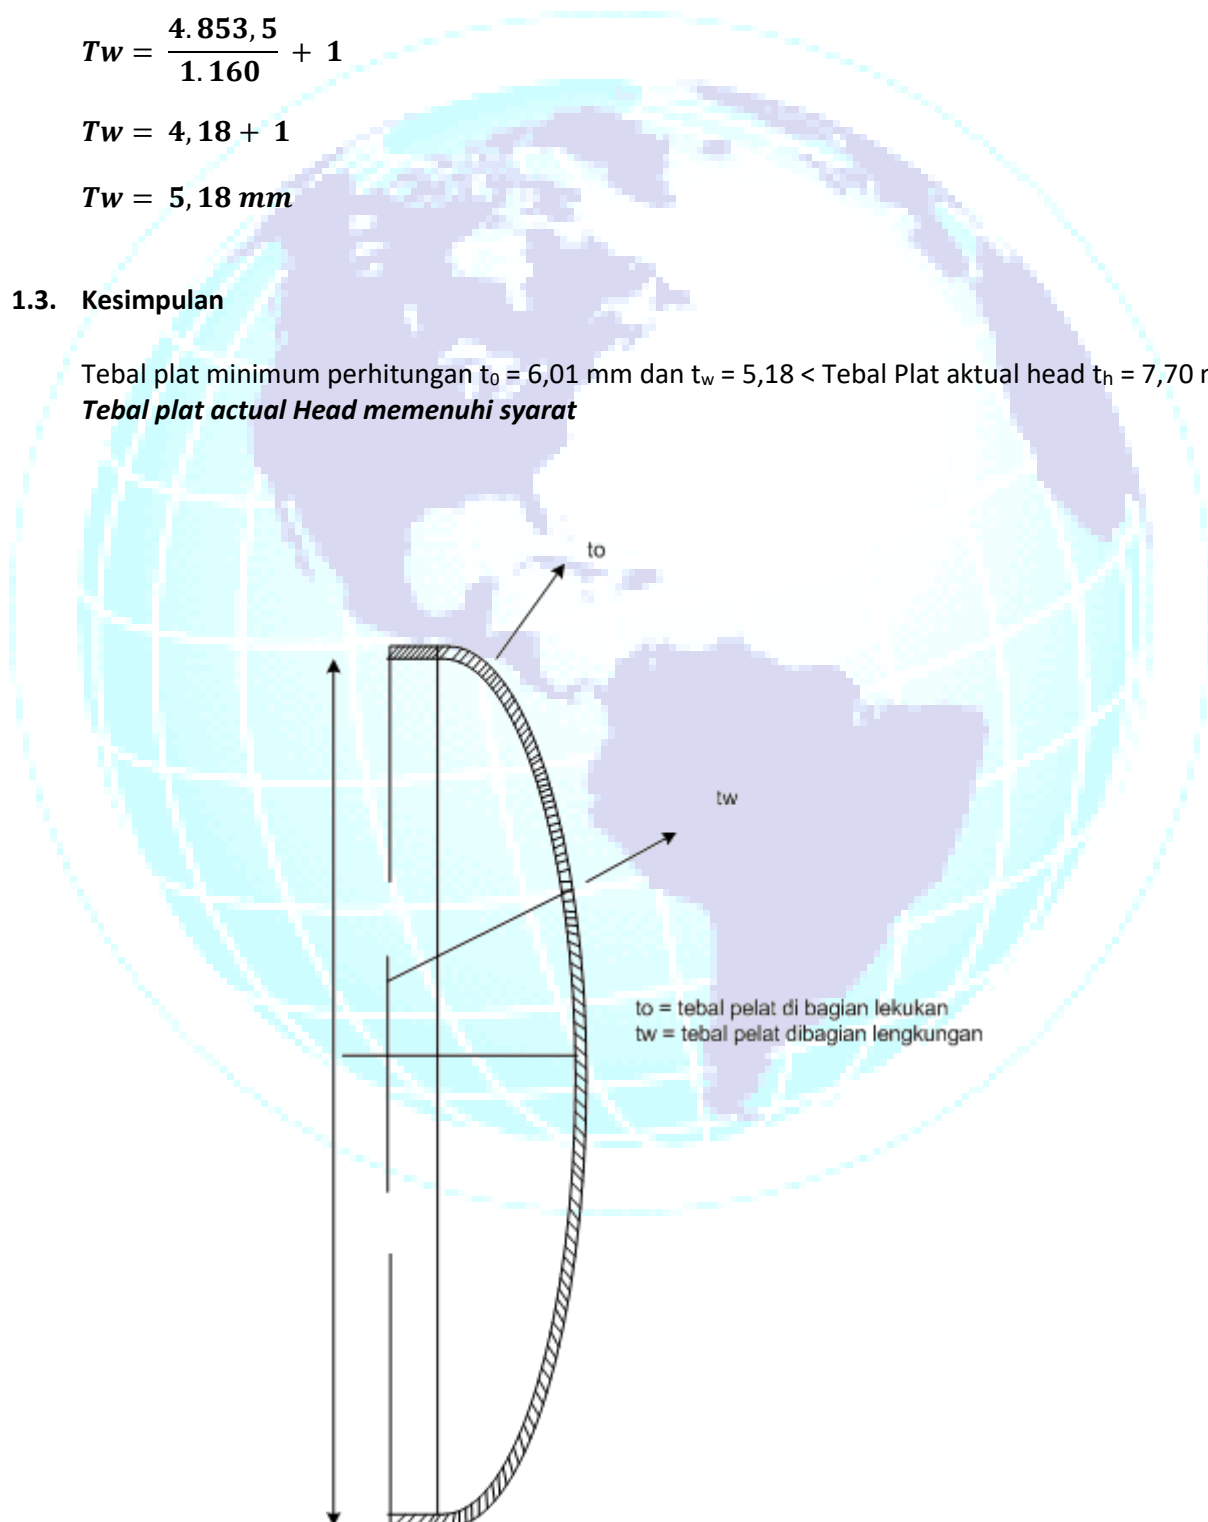 Tw = 4.853,5 / 1.160 + 1
Tw = 4,18 + 1
Tw = 5,18 mm
1.3. Kesimpulan
Tebal plat minimum perhitungan t₀ = 6,01 mm dan tw = 5,18 < Tebal Plat aktual head th = 7,70
Tebal plat actual Head memenuhi syarat
to
tw
to = tebal pelat di bagian lekukan
tw = tebal pelat dibagian lengkungan